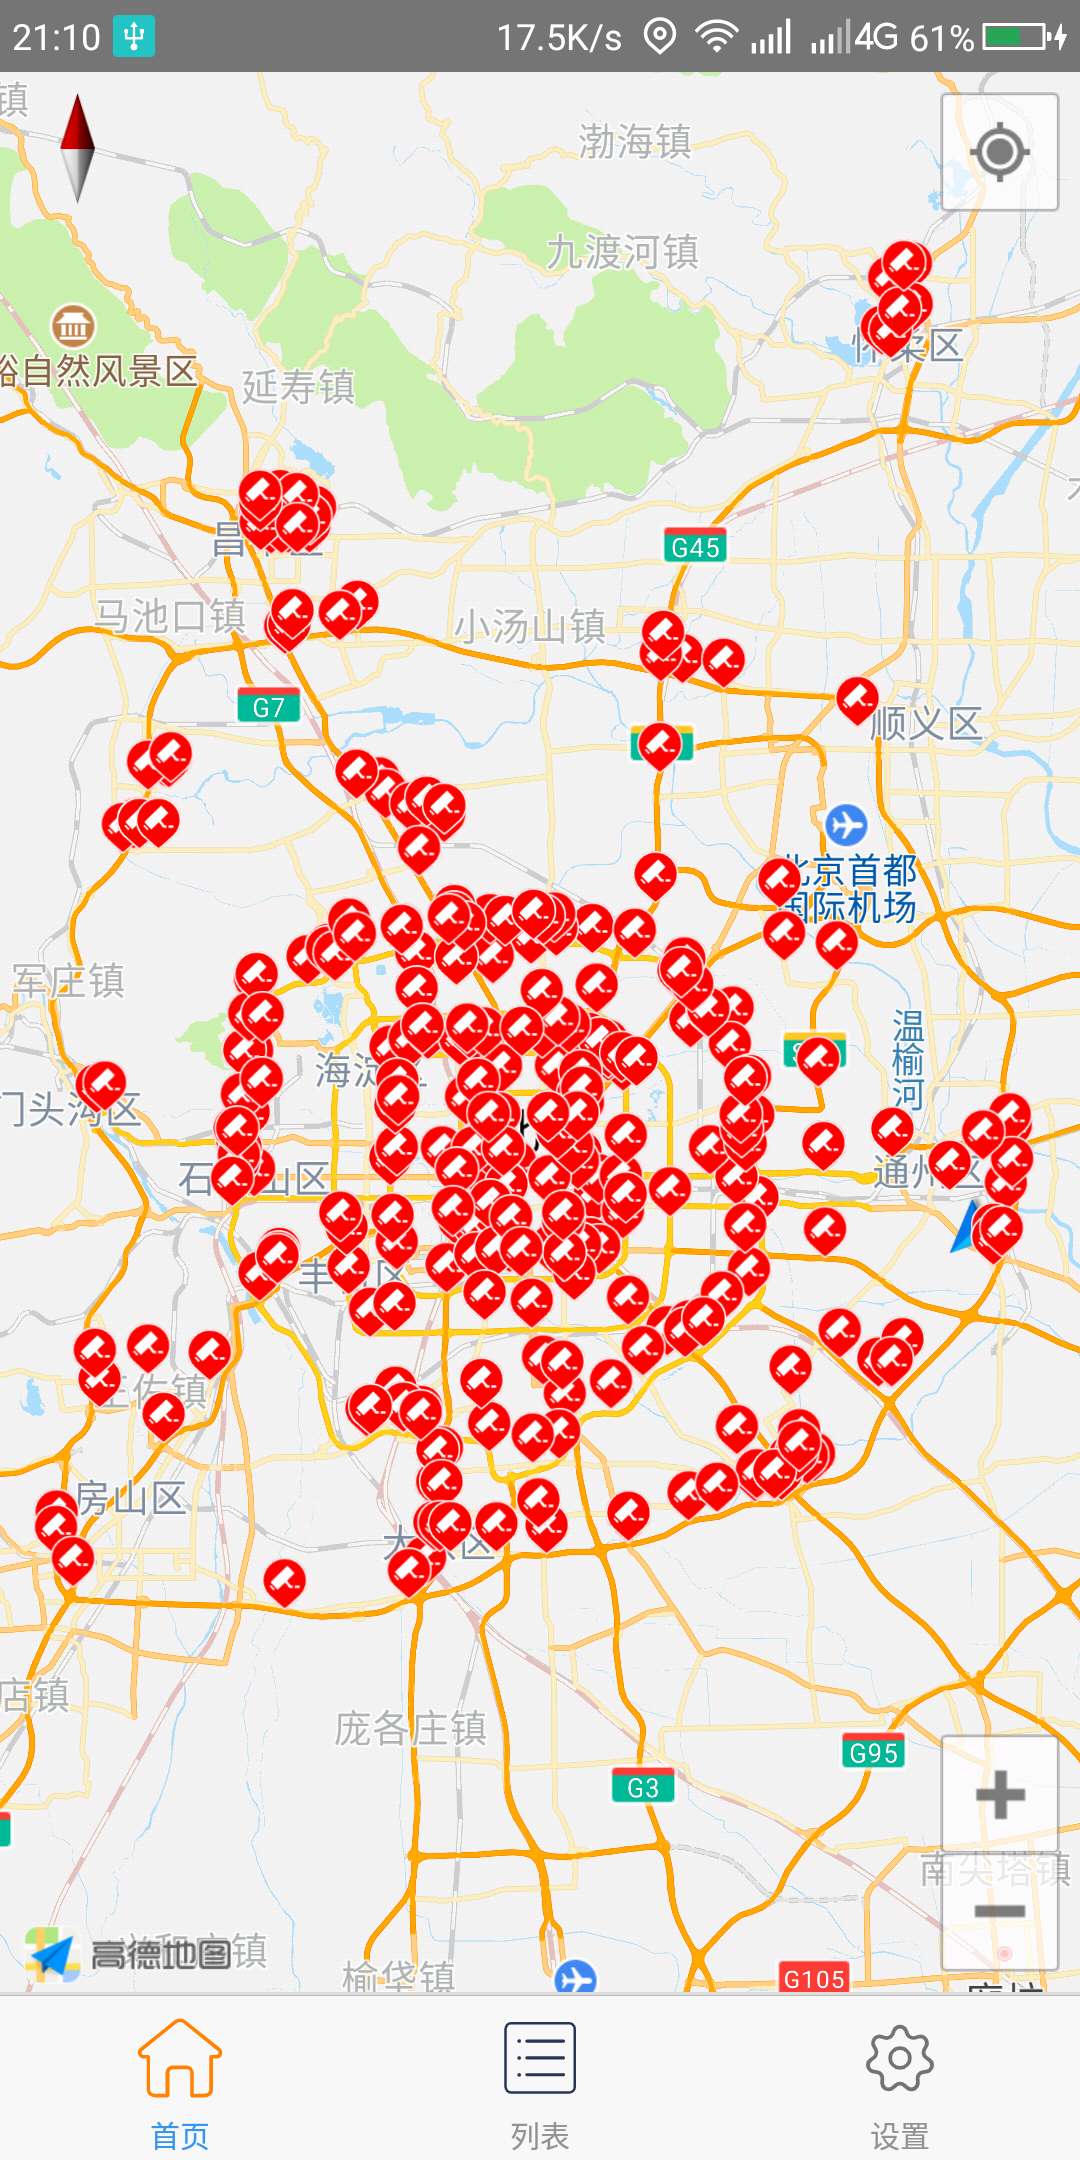 21:10
17.5K/s
4G 61%
镇
渤海镇
九渡河镇
怀柔区
谷自然风景区
延寿镇
G45
马池口镇
小汤山镇
G7
顺义区
北京首都
国际机场
军庄镇
温榆河
海淀区
门头沟区
石景山区
通州区
丰台区
房山区
大兴区
店镇
庞各庄镇
G95
G3
南尖塔镇
高德地图
镇
榆垡镇
G105
首页
列表
设置